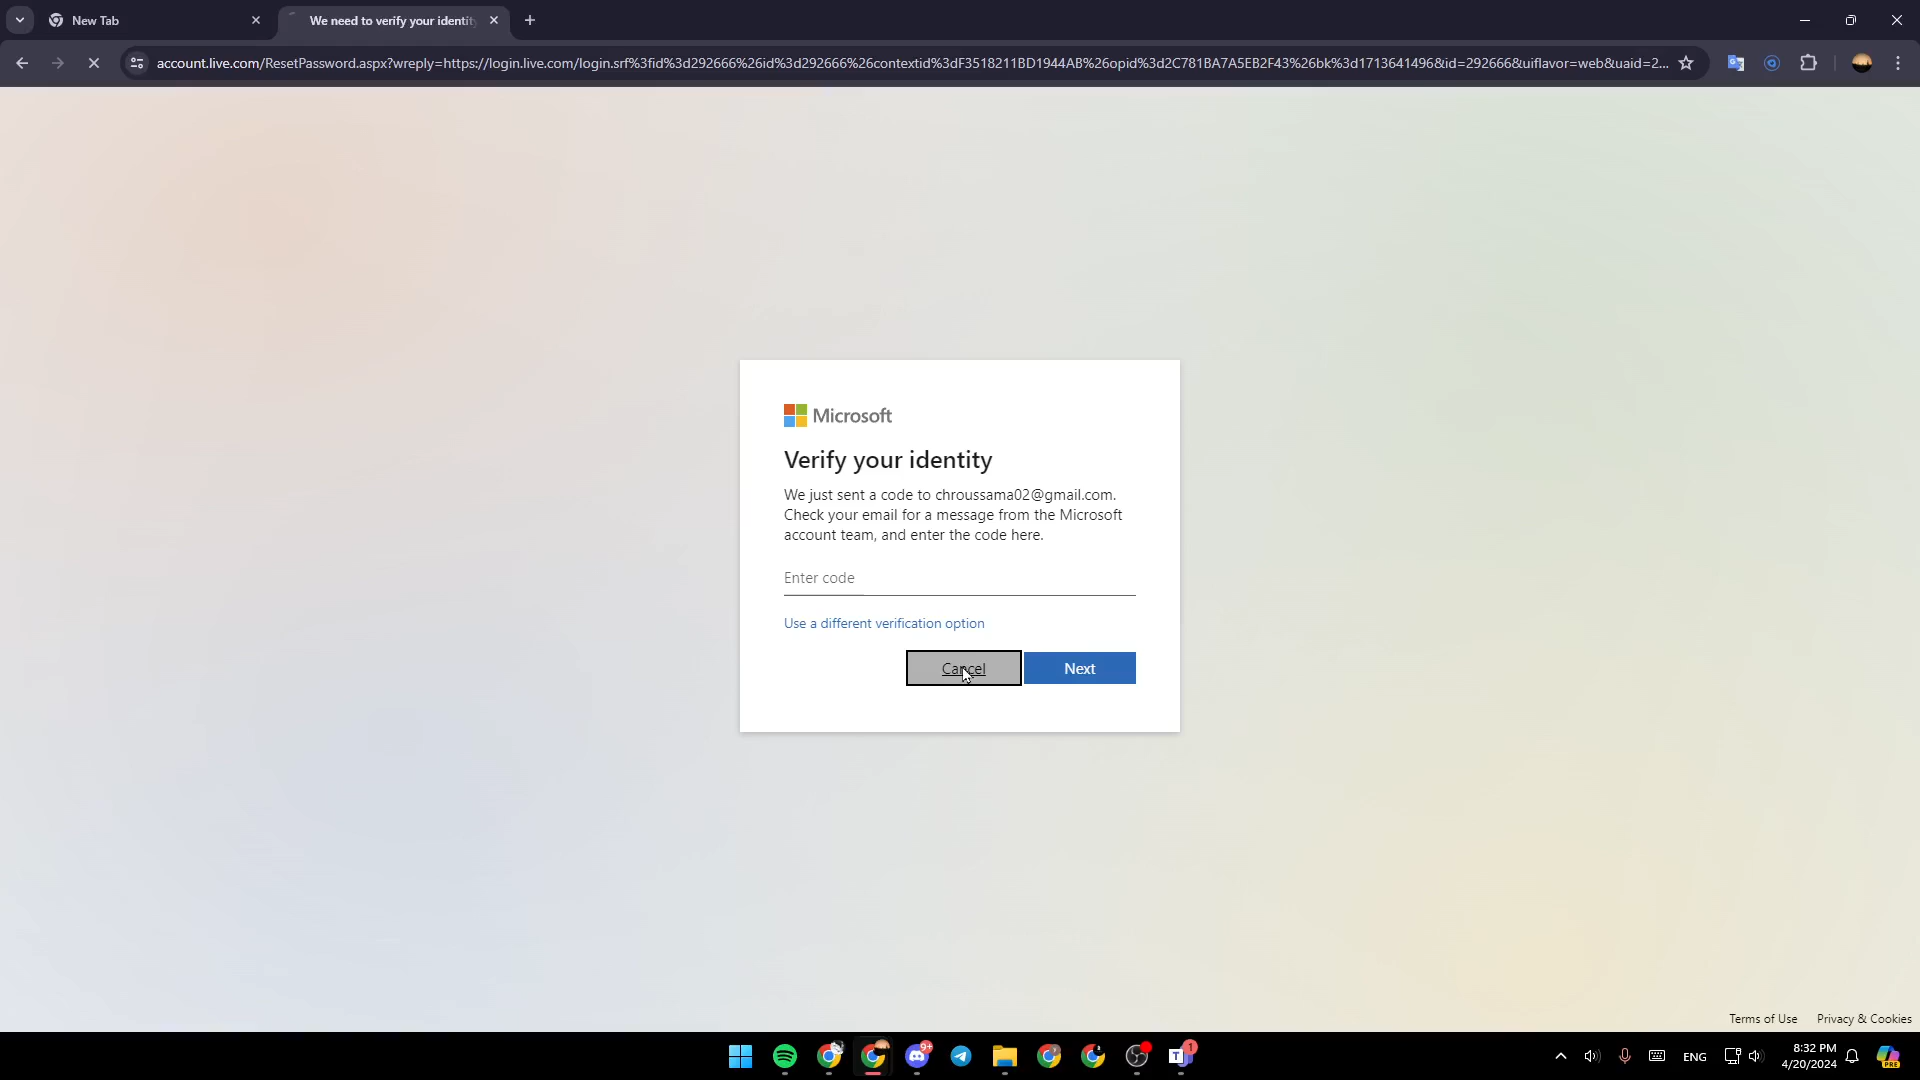 New Tab
We need to verify your identit
account.live.com/ResetPassword.aspx?wreply=https://login.live.com/login.srf%3fid%3d292666%26id%3d292666%26contextid%3dF3518211BD1944AB%26opid%3d2C781BA7A5EB2F43%26bk%3d1713641496&id=292666&uiflavor=web&uaid=2...
Microsoft
Verify your identity
We just sent a code to chroussama02@gmail.com.
Check your email for a message from the Microsoft
account team, and enter the code here.
Enter code
Use a different verification option
Cancel
Next
Terms of Use
Privacy & Cookies
9+
1
ENG
8:32 PM
4/20/2024
PRE